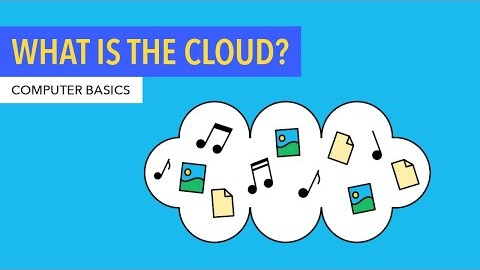 WHAT IS THE CLOUD?
COMPUTER BASICS